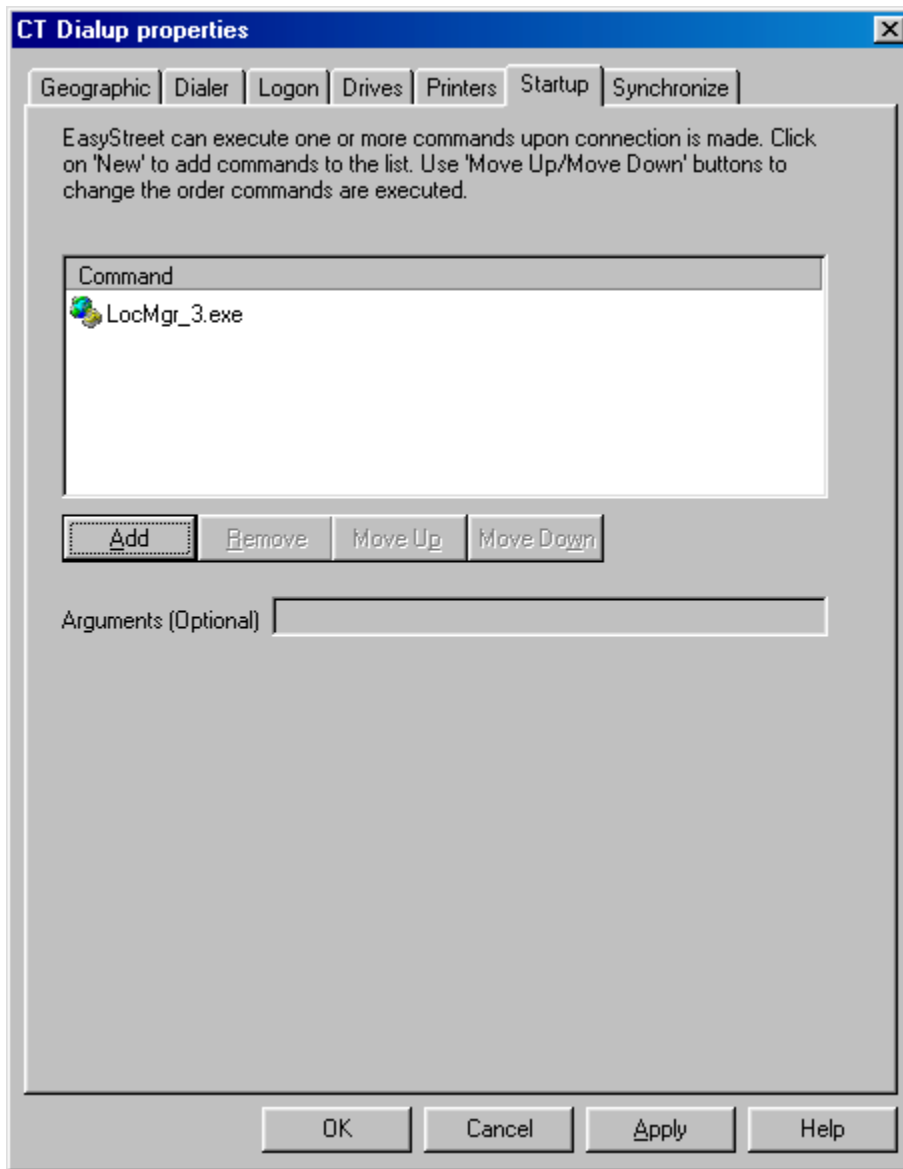 CT Dialup properties
Geographic Dialer Logon Drives Printers Startup Synchronize
EasyStreet can execute one or more commands upon connection is made. Click
on 'New' to add commands to the list. Use 'Move Up/Move Down' buttons to
change the order commands are executed.
Command
LocMgr_3.exe
Add Remove Move Up Move Down
Arguments (Optional)
OK Cancel Apply Help